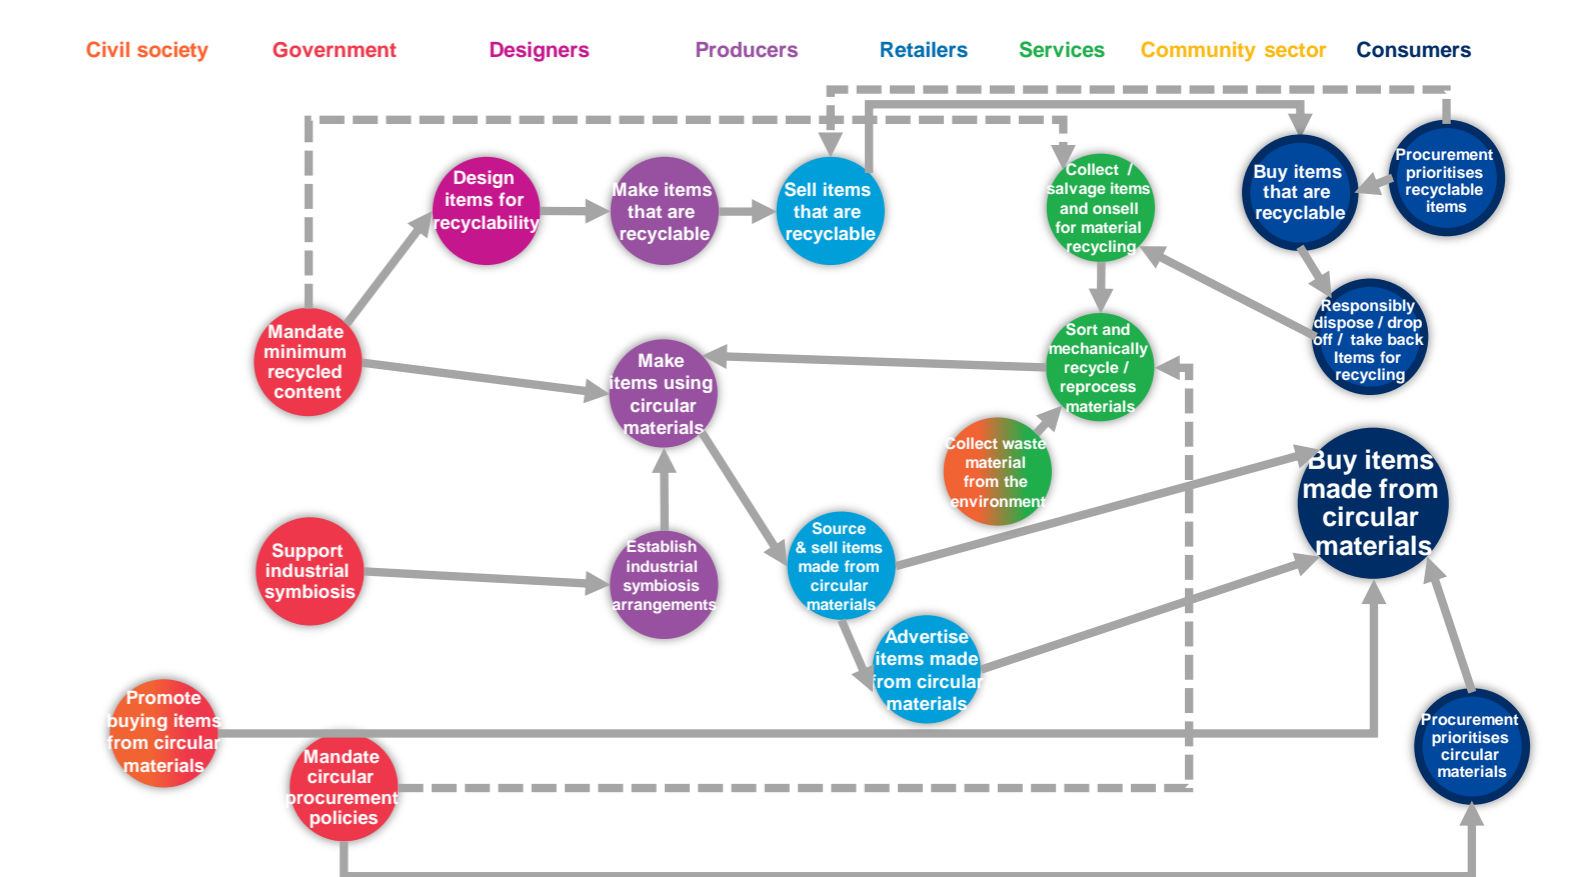 Civil society
Government
Designers
Producers
Retailers
Services
Community sector
Consumers
Design
items for
recyclability
Make items
that are
recyclable
Sell items
that are
recyclable
Collect /
salvage items
and onsell
for material
recycling
Buy items
that are
recyclable
Procurement
prioritises
recyclable
items
Mandate
minimum
recycled
content
Make
items using
circular
materials
Sort and
mechanically
recycle /
reprocess
materials
Responsibly
dispose / drop
off / take back
Items for
recycling
Collect waste
material
from the
environment
Buy items
made from
circular
materials
Support
industrial
symbiosis
Establish
industrial
symbiosis
arrangements
Source
& sell items
made from
circular
materials
Advertise
items made
from circular
materials
Promote
buying items
from circular
materials
Mandate
circular
procurement
policies
Procurement
prioritises
circular
materials